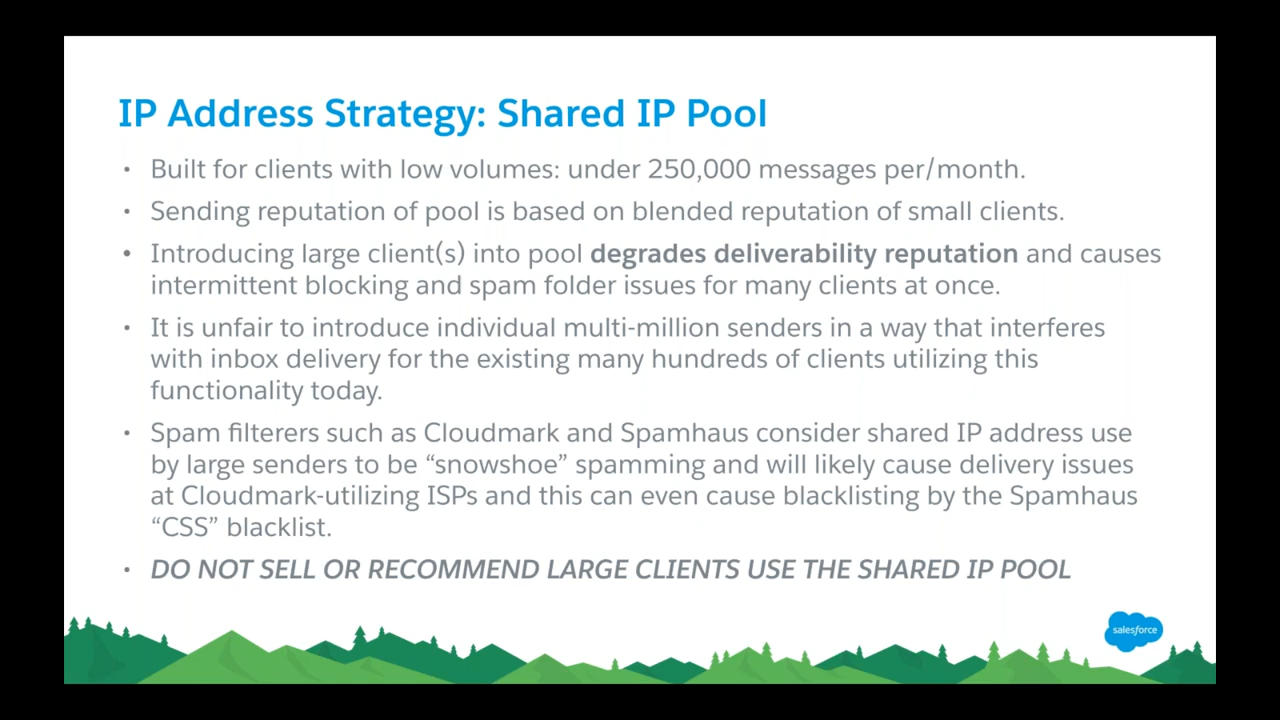 IP Address Strategy: Shared IP Pool
• Built for clients with low volumes: under 250,000 messages per/month.
• Sending reputation of pool is based on blended reputation of small clients.
• Introducing large client(s) into pool degrades deliverability reputation and causes
intermittent blocking and spam folder issues for many clients at once.
• It is unfair to introduce individual multi-million senders in a way that interferes
with inbox delivery for the existing many hundreds of clients utilizing this
functionality today.
• Spam filterers such as Cloudmark and Spamhaus consider shared IP address use
by large senders to be “snowshoe” spamming and will likely cause delivery issues
at Cloudmark-utilizing ISPs and this can even cause blacklisting by the Spamhaus
“CSS” blacklist.
• DO NOT SELL OR RECOMMEND LARGE CLIENTS USE THE SHARED IP POOL
salesforce